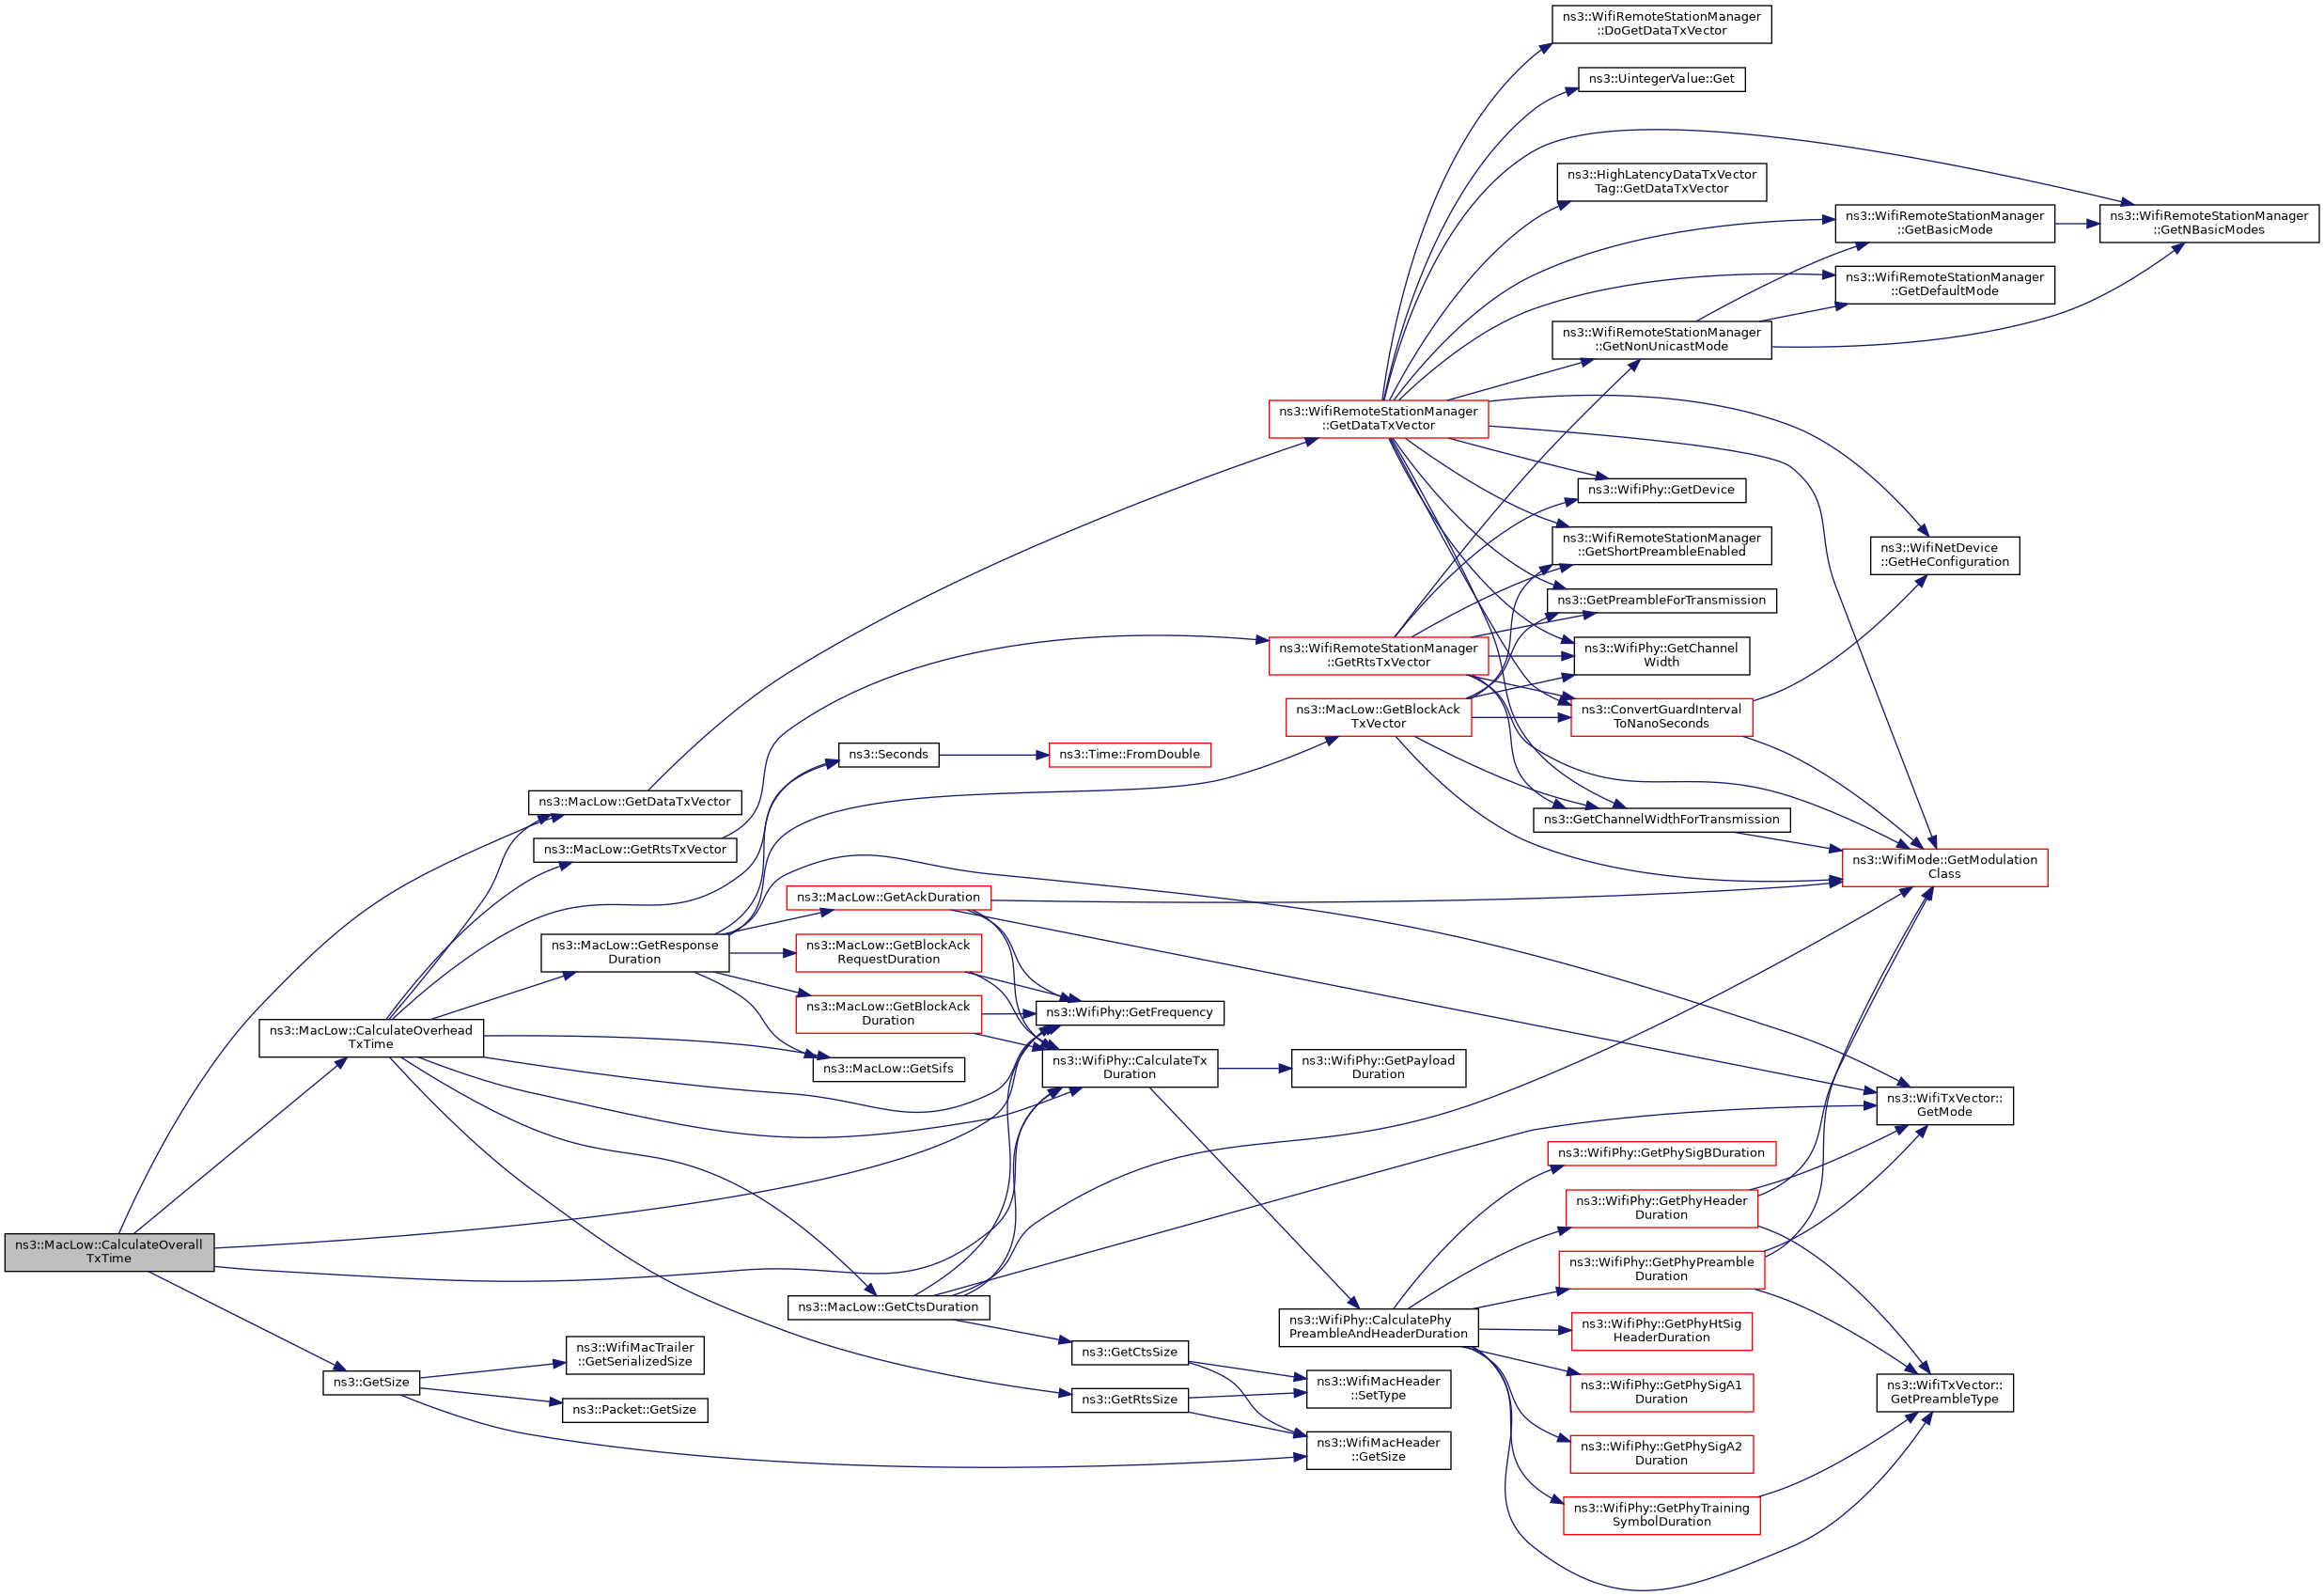 ns3::WifiRemoteStationManager
::DoGetDataTxVector
ns3::UintegerValue::Get
ns3::HighLatencyDataTxVector
Tag::GetDataTxVector
ns3::WifiRemoteStationManager
::GetBasicMode
ns3::WifiRemoteStationManager
::GetNBasicModes
ns3::WifiRemoteStationManager
::GetDefaultMode
ns3::WifiRemoteStationManager
::GetNonUnicastMode
ns3::WifiRemoteStationManager
::GetDataTxVector
ns3::WifiPhy::GetDevice
ns3::WifiRemoteStationManager
::GetShortPreambleEnabled
ns3::WifiNetDevice
::GetHeConfiguration
ns3::GetPreambleForTransmission
ns3::WifiRemoteStationManager
::GetRtsTxVector
ns3::WifiPhy::GetChannel
Width
ns3::MacLow::GetBlockAck
TxVector
ns3::ConvertGuardInterval
ToNanoSeconds
ns3::Seconds
ns3::Time::FromDouble
ns3::MacLow::GetDataTxVector
ns3::GetChannelWidthForTransmission
ns3::MacLow::GetRtsTxVector
ns3::WifiMode::GetModulation
Class
ns3::MacLow::GetAckDuration
ns3::MacLow::GetResponse
Duration
ns3::MacLow::GetBlockAck
RequestDuration
ns3::MacLow::GetBlockAck
Duration
ns3::WifiPhy::GetFrequency
ns3::MacLow::CalculateOverhead
TxTime
ns3::MacLow::GetSifs
ns3::WifiPhy::CalculateTx
Duration
ns3::WifiPhy::GetPayload
Duration
ns3::WifiTxVector::
GetMode
ns3::WifiPhy::GetPhySigBDuration
ns3::WifiPhy::GetPhyHeader
Duration
ns3::MacLow::CalculateOverall
TxTime
ns3::WifiPhy::GetPhyPreamble
Duration
ns3::MacLow::GetCtsDuration
ns3::WifiPhy::CalculatePhy
PreambleAndHeaderDuration
ns3::WifiPhy::GetPhyHtSig
HeaderDuration
ns3::WifiMacTrailer
::GetSerializedSize
ns3::GetCtsSize
ns3::GetSize
ns3::GetRtsSize
ns3::WifiMacHeader
::SetType
ns3::WifiPhy::GetPhySigA1
Duration
ns3::WifiTxVector::
GetPreambleType
ns3::Packet::GetSize
ns3::WifiMacHeader
::GetSize
ns3::WifiPhy::GetPhySigA2
Duration
ns3::WifiPhy::GetPhyTraining
SymbolDuration